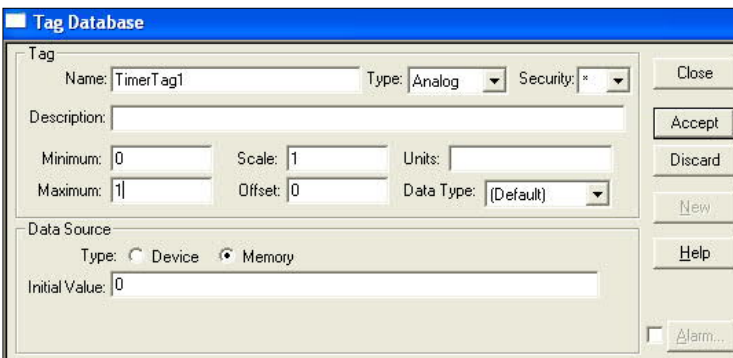 Tag Database
Tag
Name: TimerTag1 Type: Analog Security: *
Close
Description:
Accept
Minimum: 0 Scale: 1 Units:
Discard
Maximum: 1 Offset: 0 Data Type: (Default)
New
Data Source
Type: Device Memory
Help
Initial Value: 0
Alarm...